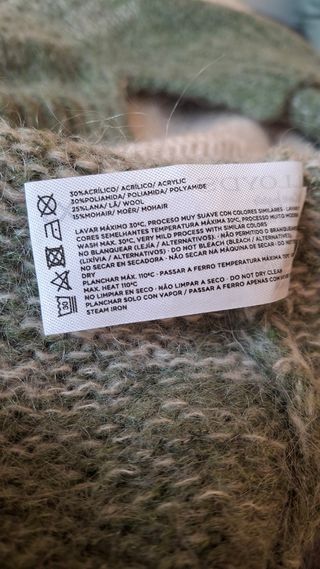 30%ACRÍLICO/ ACRÍLICO/ ACRYLIC
30%POLIAMIDA/ POLIAMIDA/ POLYAMIDE
25%LANA/ LÃ/ WOOL
15%MOHAIR/ MOÉR/ MOHAIR
LAVAR MÁXIMO 30ºC, PROCESO MUY SUAVE CON COLORES SIMILARES - LAVAR
CORES SEMELHANTES TEMPERATURA MÁXIMA 30ºC, PROCESO MUITO
WASH MAX. 30ºC, VERY MILD PROCESS WITH SIMILAR COLORS
NO BLANQUEAR (LEJÍA / ALTERNATIVOS) - NÃO PERMITIDO O BRANQUEAMENTO
(LIXÍVIA / ALTERNATIVOS) - DO NOT BLEACH (BLEACH / ALTERNATIVES)
NO SECAR EN SECADORA - NÃO SECAR NA MÁQUINA DE SECAR - DO NOT
DRY
PLANCHAR MÁX. 110ºC - PASSAR A FERRO TEMPERATURA MÁXIMA 110ºC
MAX. HEAT 110ºC
NO LIMPIAR EN SECO - NÃO LIMPAR A SECO - DO NOT DRY CLEAN
PLANCHAR SOLO CON VAPOR / PASSAR A FERRO APENAS COM
STEAM IRON
30